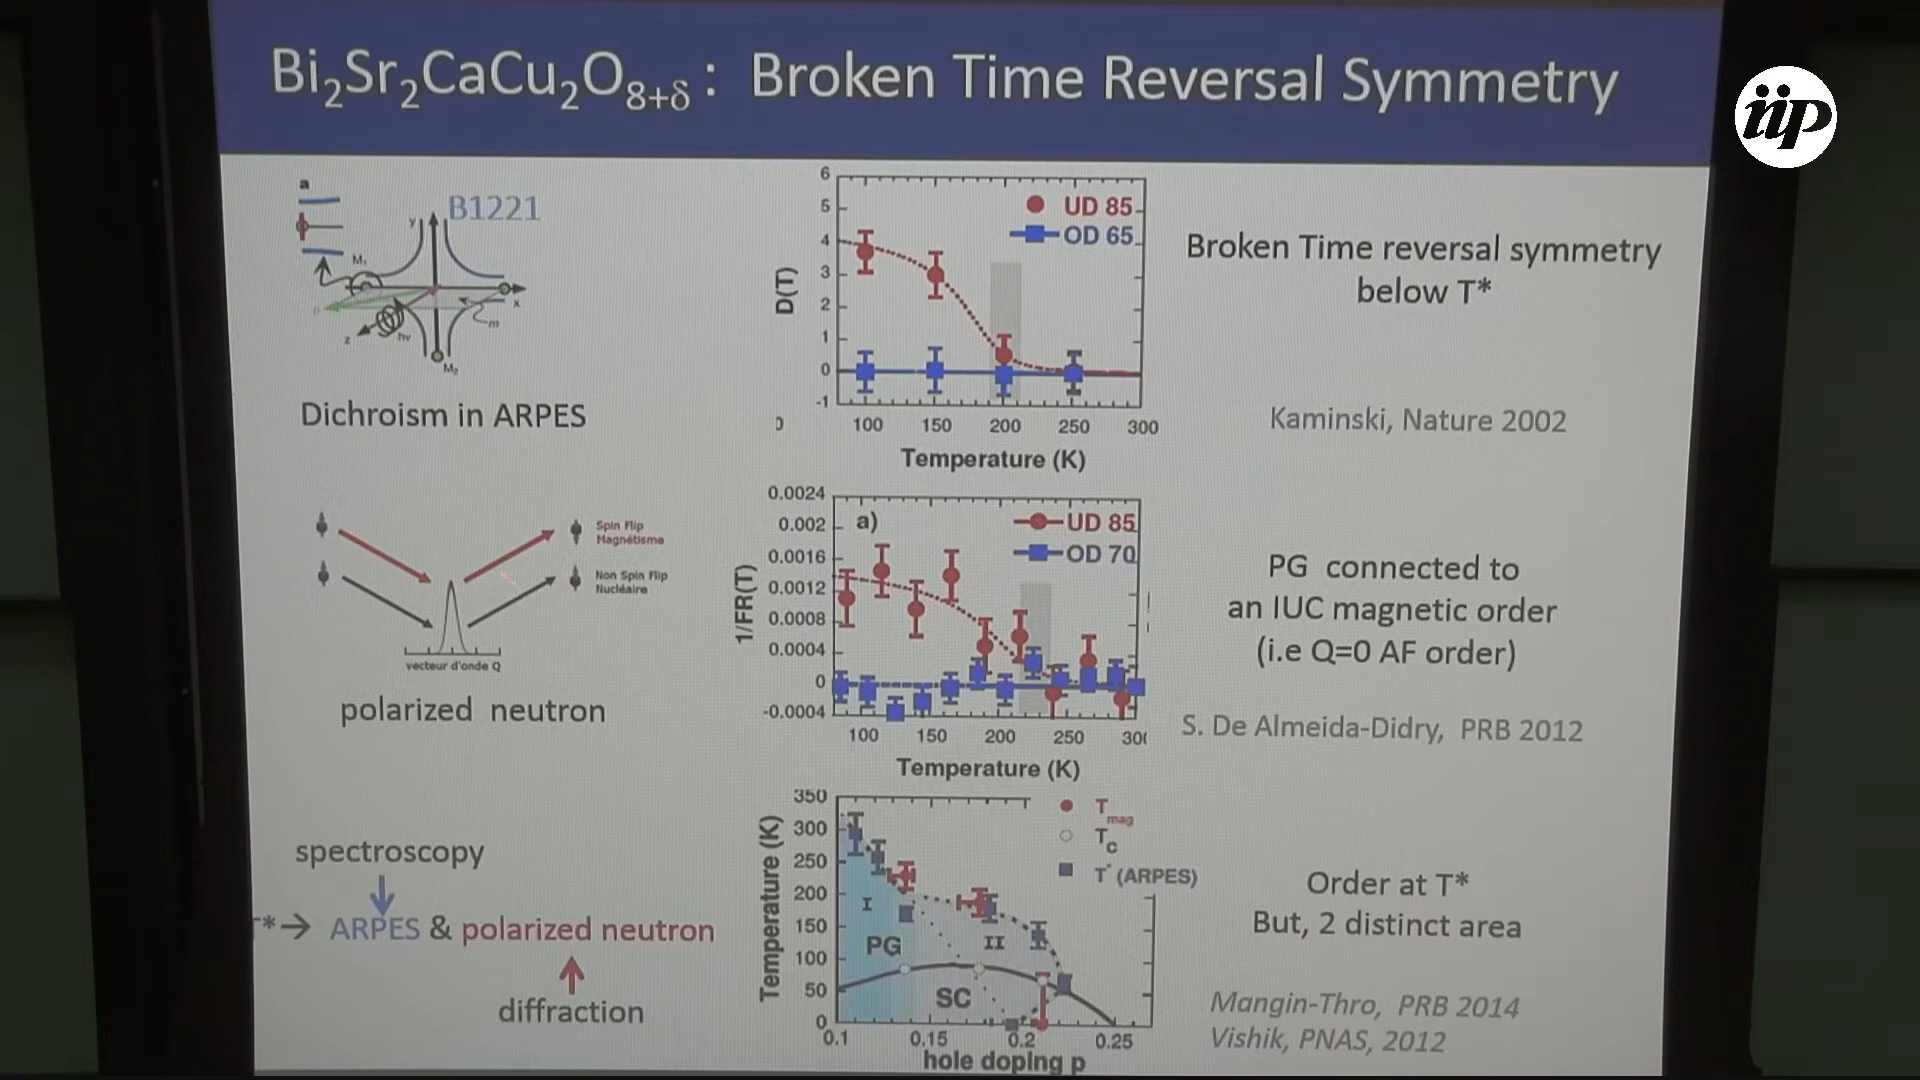 Bi₂Sr₂CaCu₂O₈₊δ : Broken Time Reversal Symmetry
iip
a
B1221
y
M₁
x
m
z
hν
M₂
Dichroism in ARPES
6
5
4
3
2
1
0
-1
D(T)
UD 85
OD 65
0 100 150 200 250 300
Temperature (K)
Broken Time reversal symmetry
below T*
Kaminski, Nature 2002
Spin Flip
Magnétisme
Non Spin Flip
Nucléaire
vecteur d'onde Q
polarized neutron
0.0024
0.002
0.0016
0.0012
0.0008
0.0004
0
-0.0004
1/FR(T)
a)
UD 85
OD 70
100 150 200 250 30
Temperature (K)
PG connected to
an IUC magnetic order
(i.e Q=0 AF order)
S. De Almeida-Didry, PRB 2012
spectroscopy
T*→ ARPES & polarized neutron
diffraction
350
300
250
200
150
100
50
0
Temperature (K)
T mag
T C
T* (ARPES)
I
II
PG
SC
0.1 0.15 0.2 0.25
hole doping p
Order at T*
But, 2 distinct area
Mangin-Thro, PRB 2014
Vishik, PNAS, 2012